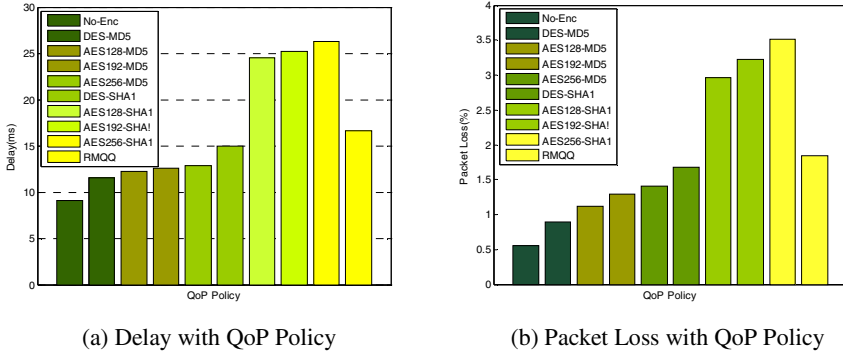 30
25
20
15
10
5
0
Delay(ms)
No-Enc
DES-MD5
AES128-MD5
AES192-MD5
AES256-MD5
DES-SHA1
AES128-SHA1
AES192-SHA!
AES256-SHA1
RMQQ
QoP Policy
(a) Delay with QoP Policy
4
3.5
3
2.5
2
1.5
1
0.5
0
Packet Loss(%)
No-Enc
DES-MD5
AES128-MD5
AES192-MD5
AES256-MD5
DES-SHA1
AES128-SHA1
AES192-SHA!
AES256-SHA1
RMQQ
QoP Policy
(b) Packet Loss with QoP Policy